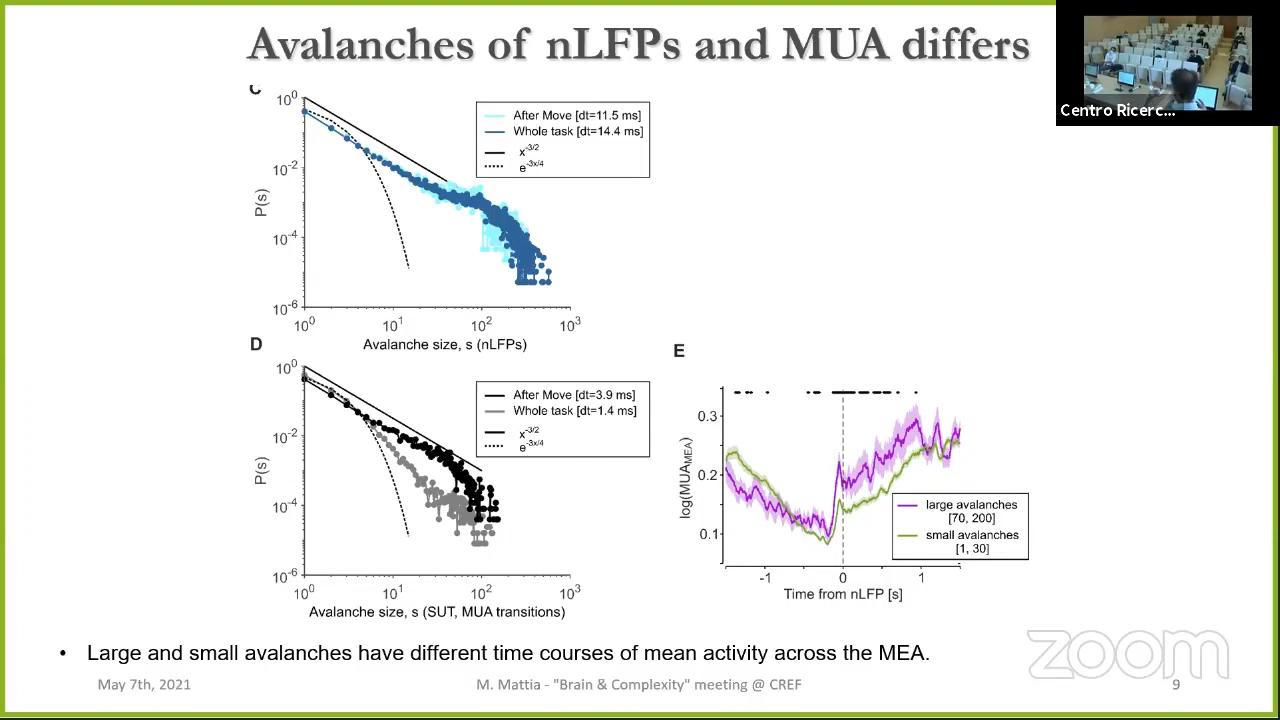 Avalanches of nLFPs and MUA differs
Centro Ricerc...
10^0
10^-2
10^-4
10^-6
P(s)
After Move [dt=11.5 ms]
Whole task [dt=14.4 ms]
x^-3/2
e^-3x/4
10^0 10^1 10^2 10^3
Avalanche size, s (nLFPs)
D
10^0
10^-2
10^-4
10^-6
P(s)
After Move [dt=3.9 ms]
Whole task [dt=1.4 ms]
x^-3/2
e^-3x/4
10^0 10^1 10^2 10^3
Avalanche size, s (SUT, MUA transitions)
E
0.3
0.2
0.1
log(MUA_MEA)
large avalanches
[70, 200]
small avalanches
[1, 30]
-1 0 1
Time from nLFP [s]
• Large and small avalanches have different time courses of mean activity across the MEA.
zoom
May 7th, 2021 M. Mattia - "Brain & Complexity" meeting @ CREF 9